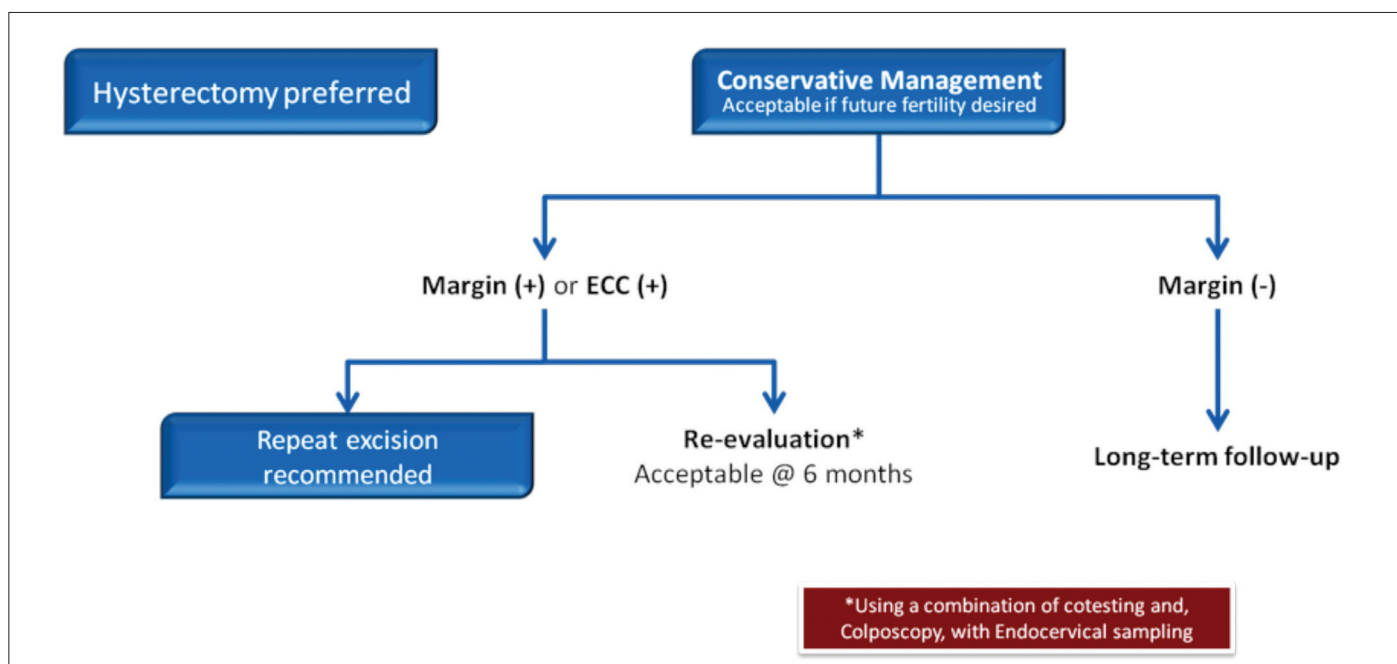 Hysterectomy preferred
Conservative Management
Acceptable if future fertility desired
Margin (+) or ECC (+)
Margin (-)
Repeat excision
recommended
Re-evaluation*
Acceptable @ 6 months
Long-term follow-up
*Using a combination of cotesting and,
Colposcopy, with Endocervical sampling